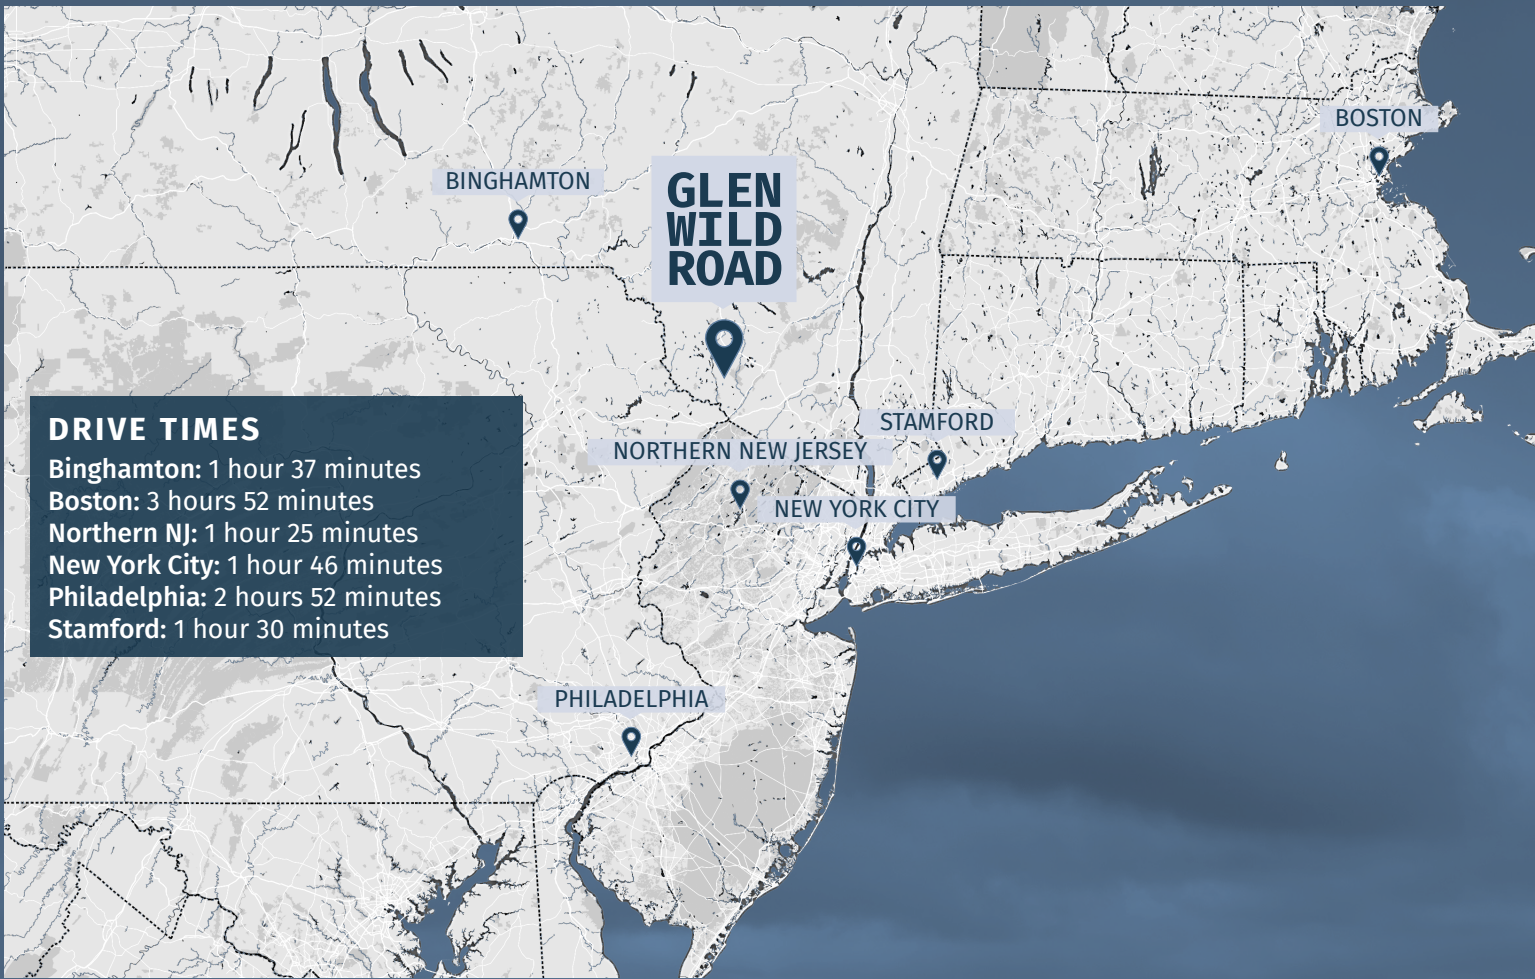 BOSTON
BINGHAMTON
GLEN
WILD
ROAD
STAMFORD
NORTHERN NEW JERSEY
NEW YORK CITY
PHILADELPHIA
DRIVE TIMES
Binghamton: 1 hour 37 minutes
Boston: 3 hours 52 minutes
Northern NJ: 1 hour 25 minutes
New York City: 1 hour 46 minutes
Philadelphia: 2 hours 52 minutes
Stamford: 1 hour 30 minutes